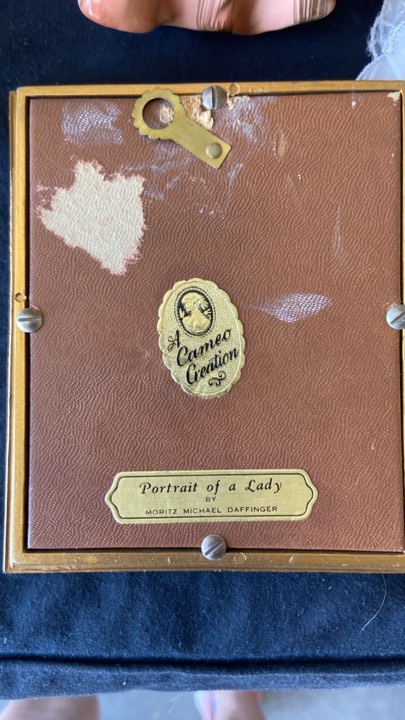 A
Cameo
Creation
Portrait of a Lady
BY
MORITZ MICHAEL DAFFINGER